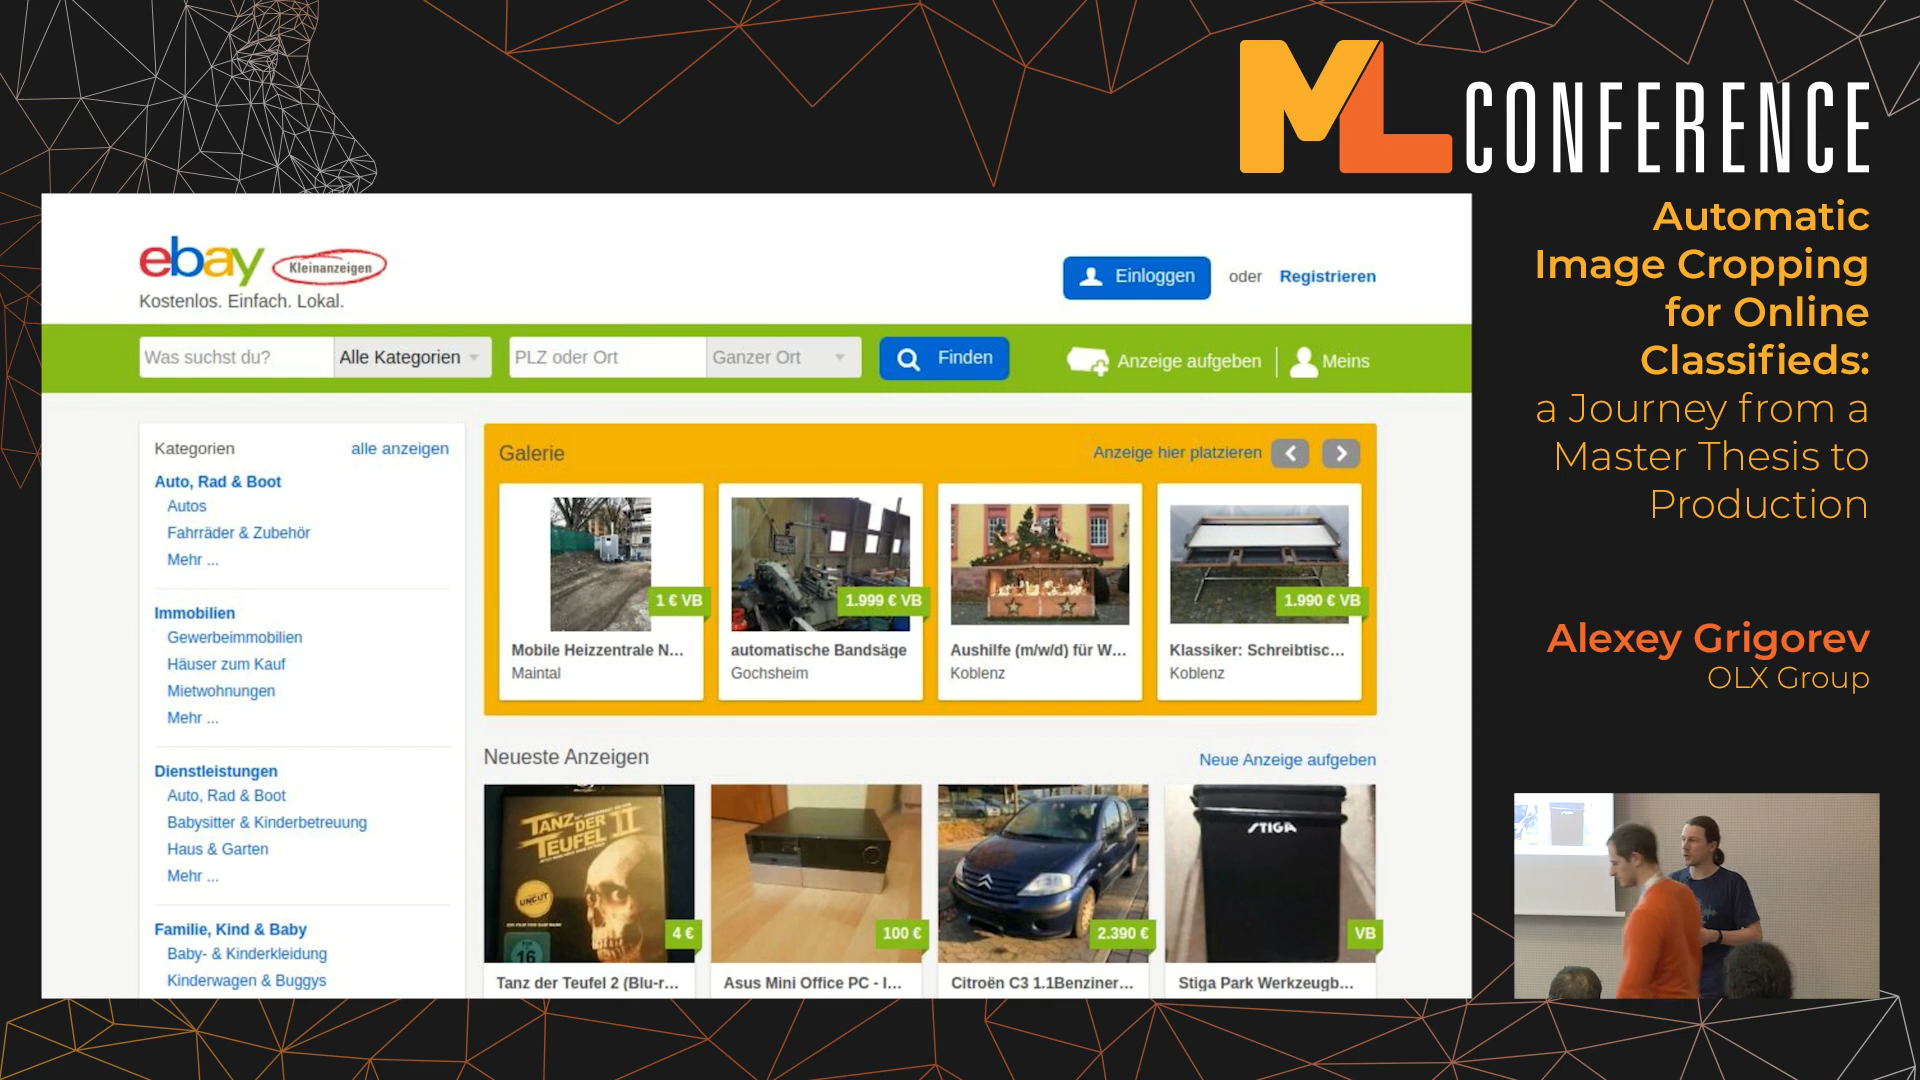 ML CONFERENCE
Automatic
Image Cropping
for Online
Classifieds:
a Journey from a
Master Thesis to
Production
Alexey Grigorev
OLX Group
ebay Kleinanzeigen
Kostenlos. Einfach. Lokal.
Einloggen oder Registrieren
Was suchst du? Alle Kategorien PLZ oder Ort Ganzer Ort Finden Anzeige aufgeben Meins
Kategorien alle anzeigen
Auto, Rad & Boot
Autos
Fahrräder & Zubehör
Mehr ...
Immobilien
Gewerbeimmobilien
Häuser zum Kauf
Mietwohnungen
Mehr ...
Dienstleistungen
Auto, Rad & Boot
Babysitter & Kinderbetreuung
Haus & Garten
Mehr ...
Familie, Kind & Baby
Baby- & Kinderkleidung
Kinderwagen & Buggys
Galerie Anzeige hier platzieren
1 € VB 1.999 € VB 1.990 € VB
Mobile Heizzentrale N... automatische Bandsäge Aushilfe (m/w/d) für W... Klassiker: Schreibtisc...
Maintal Gochsheim Koblenz Koblenz
Neueste Anzeigen Neue Anzeige aufgeben
TANZ DER
TEUFEL II
UNCUT
16
STIGA
4 € 100 € 2.390 € VB
Tanz der Teufel 2 (Blu-r... Asus Mini Office PC - I... Citroën C3 1.1Benziner... Stiga Park Werkzeugb...